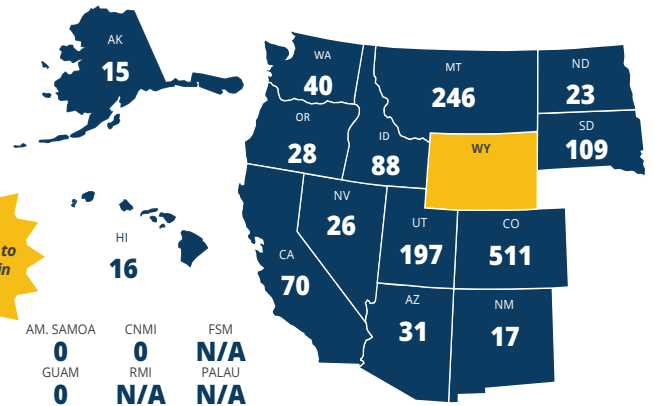 AK
15
WA
40
MT
246
ND
23
OR
28
ID
88
SD
109
WY
NV
26
UT
197
CO
511
to
in
HI
16
CA
70
AZ
31
NM
17
AM. SAMOA CNMI FSM
0 0 N/A
GUAM RMI PALAU
0 N/A N/A